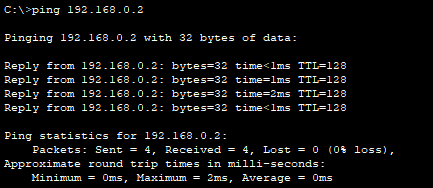 C:\>ping 192.168.0.2
Pinging 192.168.0.2 with 32 bytes of data:
Reply from 192.168.0.2: bytes=32 time<1ms TTL=128
Reply from 192.168.0.2: bytes=32 time=1ms TTL=128
Reply from 192.168.0.2: bytes=32 time=2ms TTL=128
Reply from 192.168.0.2: bytes=32 time<1ms TTL=128
Ping statistics for 192.168.0.2:
    Packets: Sent = 4, Received = 4, Lost = 0 (0% loss),
Approximate round trip times in milli-seconds:
    Minimum = 0ms, Maximum = 2ms, Average = 0ms